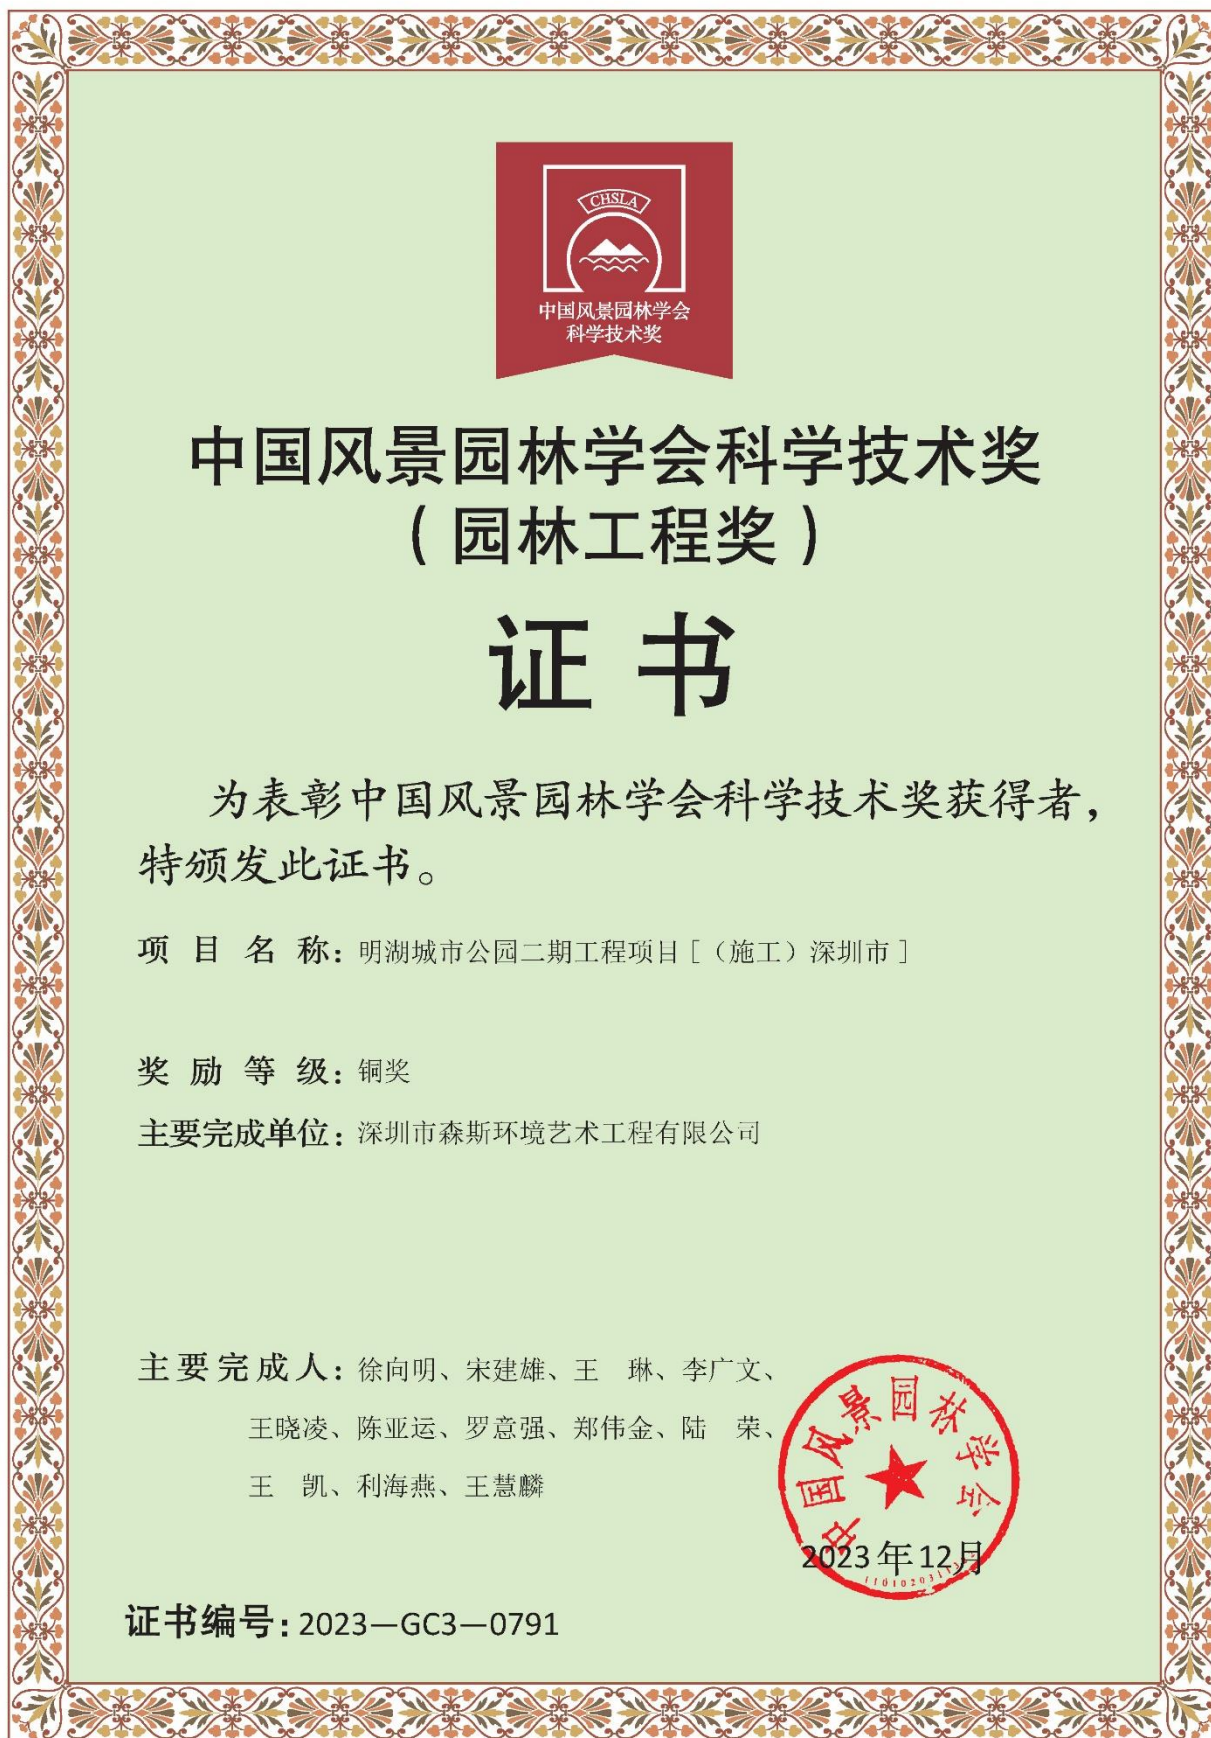 CHSLA
中国风景园林学会
科学技术奖
中国风景园林学会科学技术奖
（园林工程奖）
证书
为表彰中国风景园林学会科学技术奖获得者，
特颁发此证书。
项目名称：明湖城市公园二期工程项目［（施工）深圳市］
奖励等级：铜奖
主要完成单位：深圳市森斯环境艺术工程有限公司
主要完成人：徐向明、宋建雄、王　琳、李广文、
王晓凌、陈亚运、罗意强、郑伟金、陆　荣、
王　凯、利海燕、王慧麟
中国风景园林学会
2023年12月
证书编号：2023—GC3—0791